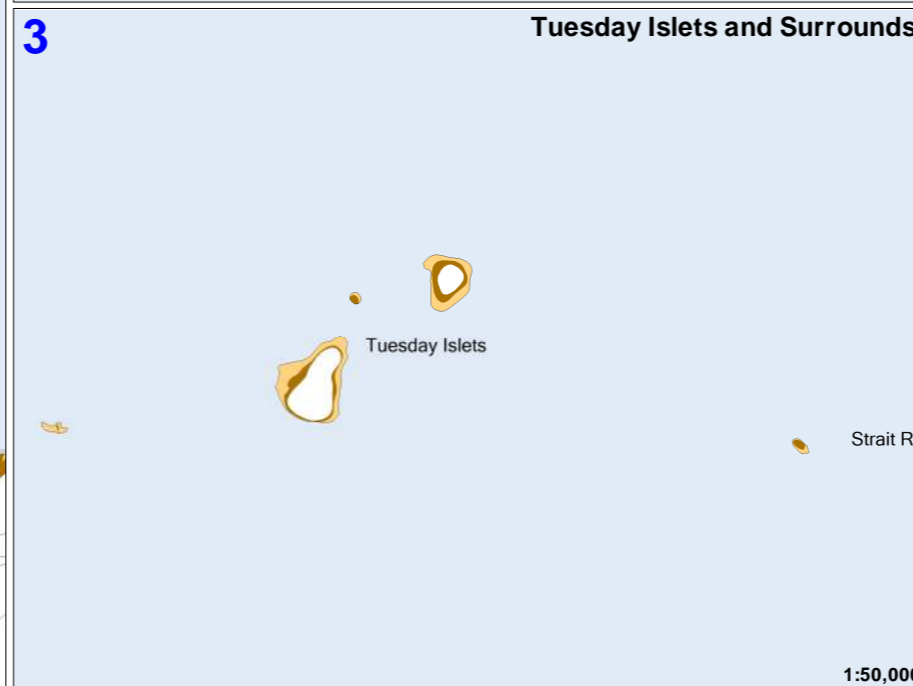 3
Tuesday Islets and Surrounds
Tuesday Islets
Strait R
1:50,000